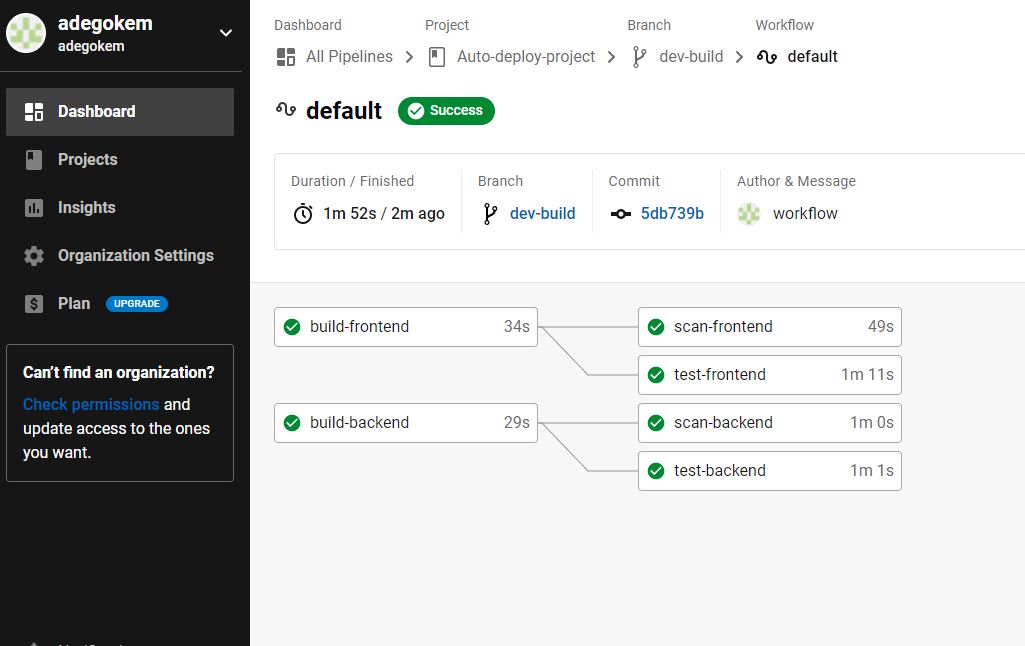 adegokem
adegokem
Dashboard
Projects
Insights
Organization Settings
Plan UPGRADE
Can't find an organization?
Check permissions and
update access to the ones
you want.
Dashboard Project Branch Workflow
All Pipelines Auto-deploy-project dev-build default
default Success
Duration / Finished Branch Commit Author & Message
1m 52s / 2m ago dev-build 5db739b workflow
build-frontend 34s scan-frontend 49s
test-frontend 1m 11s
build-backend 29s scan-backend 1m 0s
test-backend 1m 1s